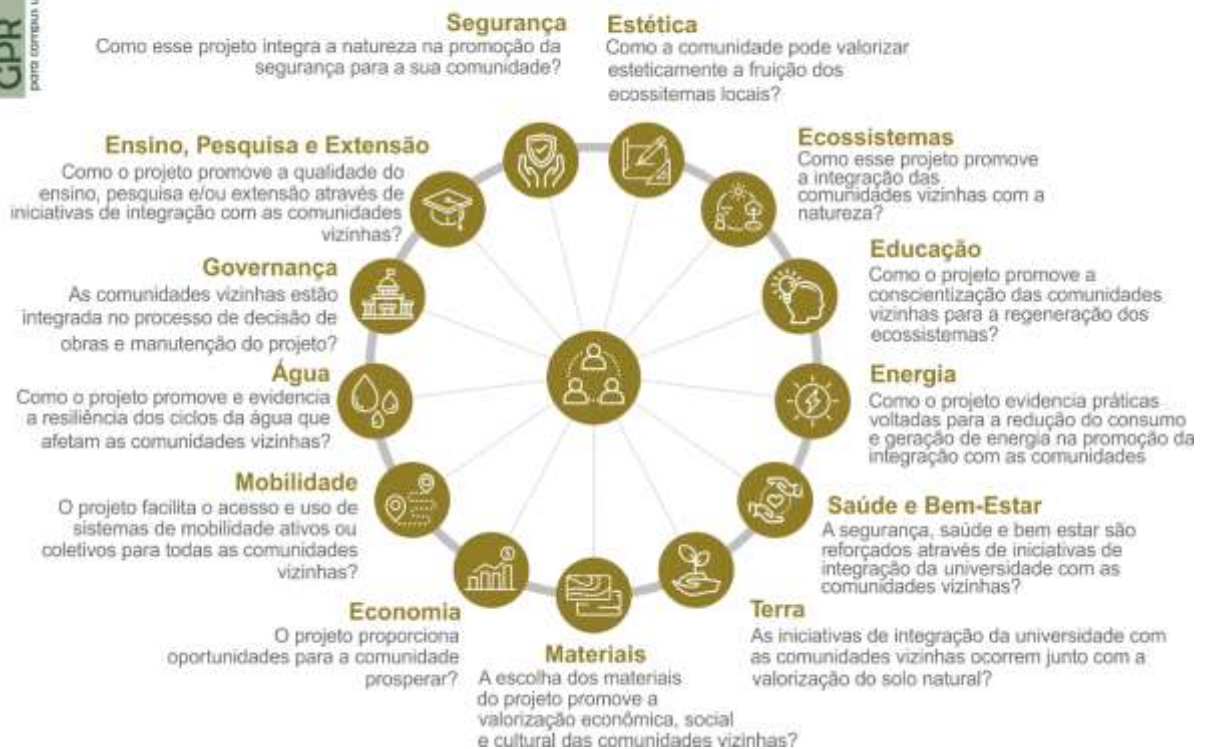 GPR
Segurança
Como esse projeto integra a natureza na promoção da
segurança para a sua comunidade?
Estética
Como a comunidade pode valorizar
esteticamente a fruição dos
ecossitemas locais?
Ecossistemas
Como esse projeto promove
a integração das
comunidades vizinhas com a
natureza?
Educação
Como o projeto promove a
conscientização das comunidades
vizinhas para a regeneração dos
ecossistemas?
Energia
Como o projeto evidencia práticas
voltadas para a redução do consumo
e geração de energia na promoção da
integração com as comunidades
Saúde e Bem-Estar
A segurança, saúde e bem estar são
reforçados através de iniciativas de
integração da universidade com as
comunidades vizinhas?
Terra
As iniciativas de integração da universidade com
as comunidades vizinhas ocorrem junto com a
valorização do solo natural?
Materiais
A escolha dos materiais
do projeto promove a
valorização econômica, social
e cultural das comunidades vizinhas?
Economia
O projeto proporciona
oportunidades para a comunidade
prosperar?
Mobilidade
O projeto facilita o acesso e uso de
sistemas de mobilidade ativos ou
coletivos para todas as comunidades
vizinhas?
Água
Como o projeto promove e evidencia
a resiliência dos ciclos da água que
afetam as comunidades vizinhas?
Governança
As comunidades vizinhas estão
integrada no processo de decisão de
obras e manutenção do projeto?
Ensino, Pesquisa e Extensão
Como o projeto promove a qualidade do
ensino, pesquisa e/ou extensão através de
iniciativas de integração com as comunidades
vizinhas?
para campus